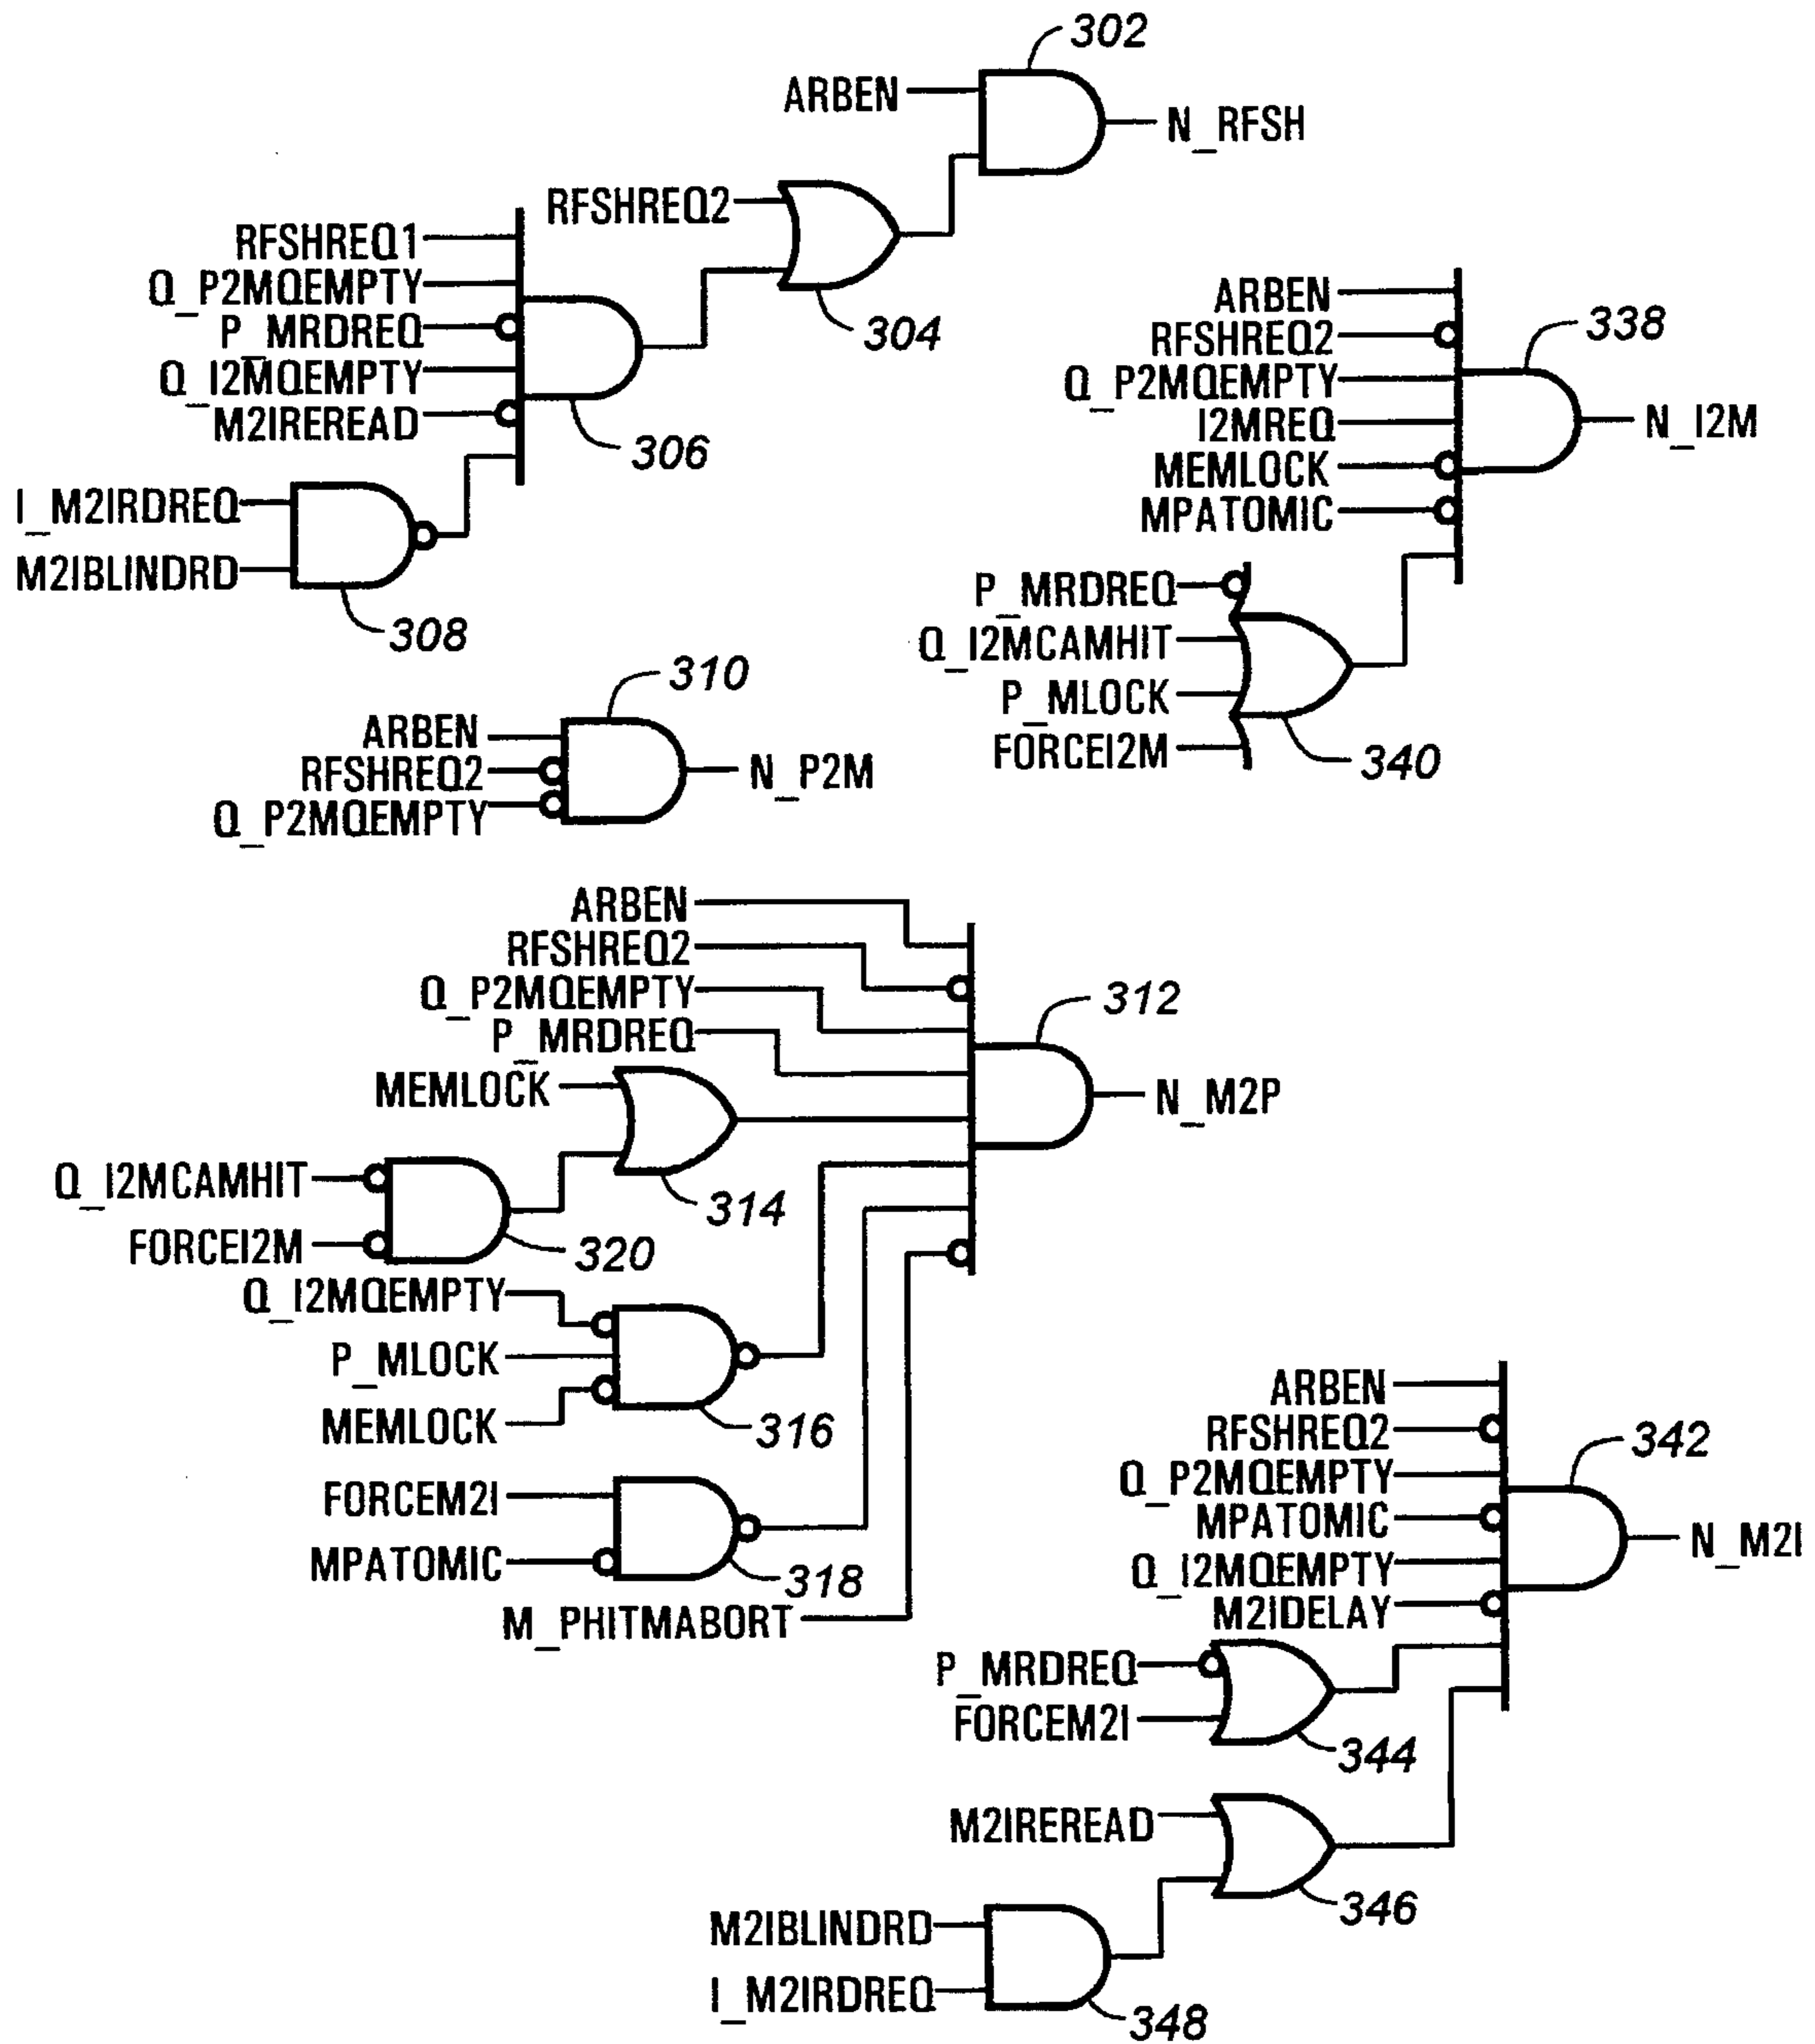 302
ARBEN
N_RFSH
RFSHREQ2
304
RFSHREQ1
Q_P2MQEMPTY
P_MRDREQ
Q_I2MQEMPTY
M2IREREAD
306
I_M2IRDREQ
M2IBLINDRD
308
ARBEN
RFSHREQ2
Q_P2MQEMPTY
I2MREQ
MEMLOCK
MPATOMIC
338
N_I2M
P_MRDREQ
Q_I2MCAMHIT
P_MLOCK
FORCEI2M
340
310
ARBEN
RFSHREQ2
Q_P2MQEMPTY
N_P2M
ARBEN
RFSHREQ2
Q_P2MQEMPTY
P_MRDREQ
MEMLOCK
312
N_M2P
314
Q_I2MCAMHIT
FORCEI2M
320
Q_I2MQEMPTY
P_MLOCK
MEMLOCK
316
FORCEM2I
MPATOMIC
318
M_PHITMABORT
ARBEN
RFSHREQ2
Q_P2MQEMPTY
MPATOMIC
Q_I2MQEMPTY
M2IDELAY
342
N_M2I
P_MRDREQ
FORCEM2I
344
M2IREREAD
346
M2IBLINDRD
I_M2IRDREQ
348